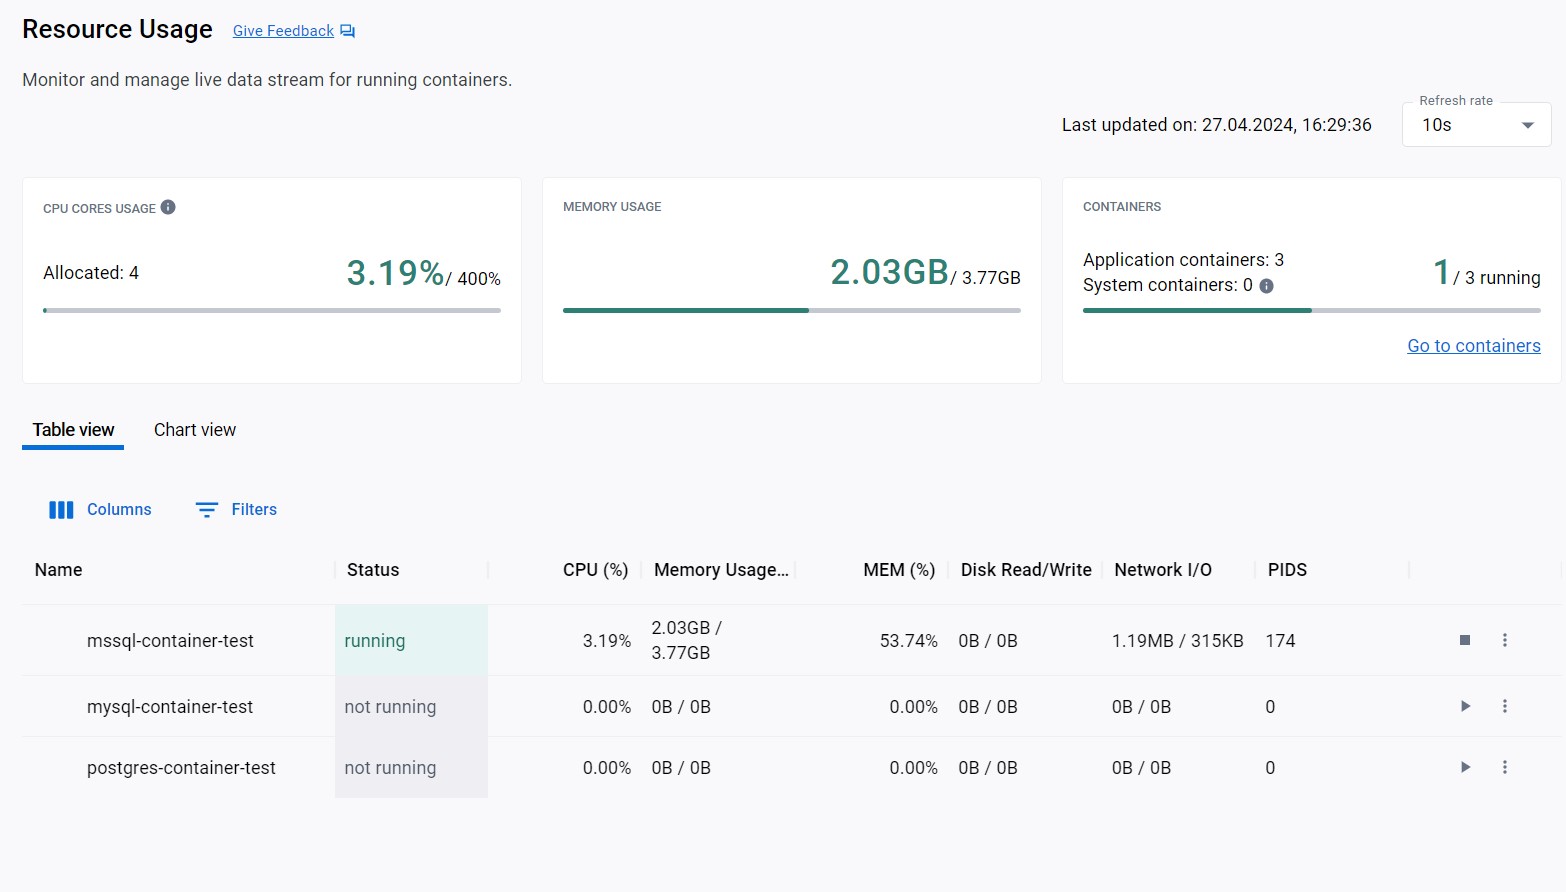 Resource Usage Give Feedback
Monitor and manage live data stream for running containers.
Refresh rate
Last updated on: 27.04.2024, 16:29:36 10s
CPU CORES USAGE
Allocated: 4 3.19% / 400%
MEMORY USAGE
2.03GB / 3.77GB
CONTAINERS
Application containers: 3
System containers: 0
1 / 3 running
Go to containers
Table view Chart view
Columns Filters
Name Status CPU (%) Memory Usage... MEM (%) Disk Read/Write Network I/O PIDS
mssql-container-test running 3.19% 2.03GB / 3.77GB 53.74% 0B / 0B 1.19MB / 315KB 174
mysql-container-test not running 0.00% 0B / 0B 0.00% 0B / 0B 0B / 0B 0
postgres-container-test not running 0.00% 0B / 0B 0.00% 0B / 0B 0B / 0B 0